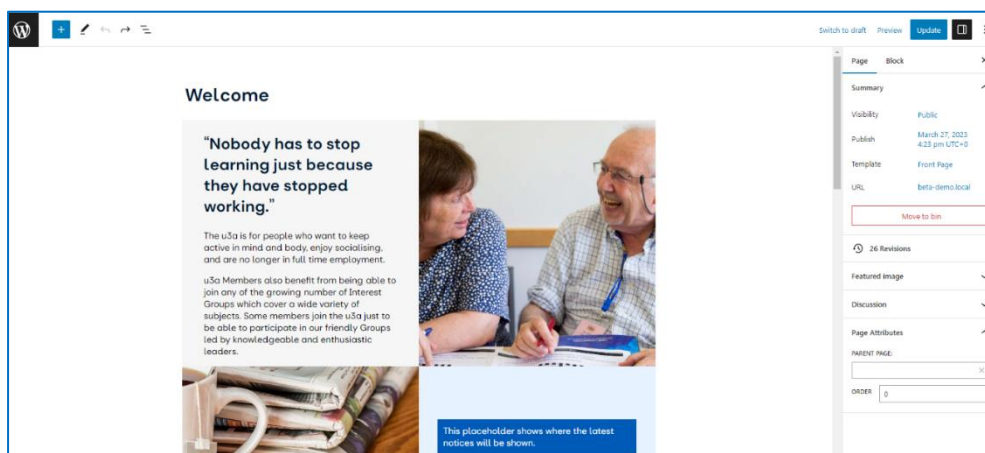 Switch to draft Preview Update
Page Block
Summary
Visibility Public
Publish March 27, 2023
4:23 pm UTC+0
Template Front Page
URL beta-demo.local
Move to bin
26 Revisions
Featured image
Discussion
Page Attributes
PARENT PAGE:
ORDER 0
Welcome
“Nobody has to stop
learning just because
they have stopped
working.”
The u3a is for people who want to keep
active in mind and body, enjoy socialising,
and are no longer in full time employment.
u3a Members also benefit from being able to
join any of the growing number of Interest
Groups which cover a wide variety of
subjects. Some members join the u3a just to
be able to participate in our friendly Groups
led by knowledgeable and enthusiastic
leaders.
This placeholder shows where the latest
notices will be shown.